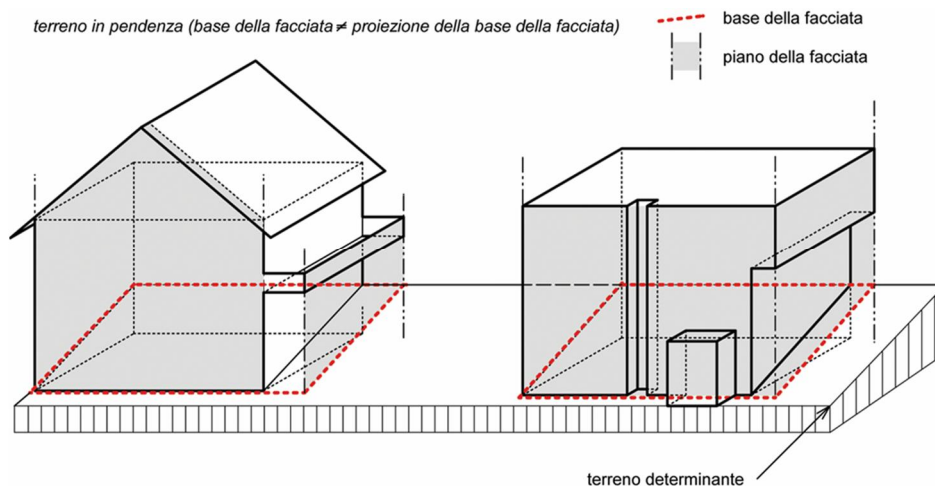 terreno in pendenza (base della facciata ≠ proiezione della base della facciata)
base della facciata
piano della facciata
terreno determinante